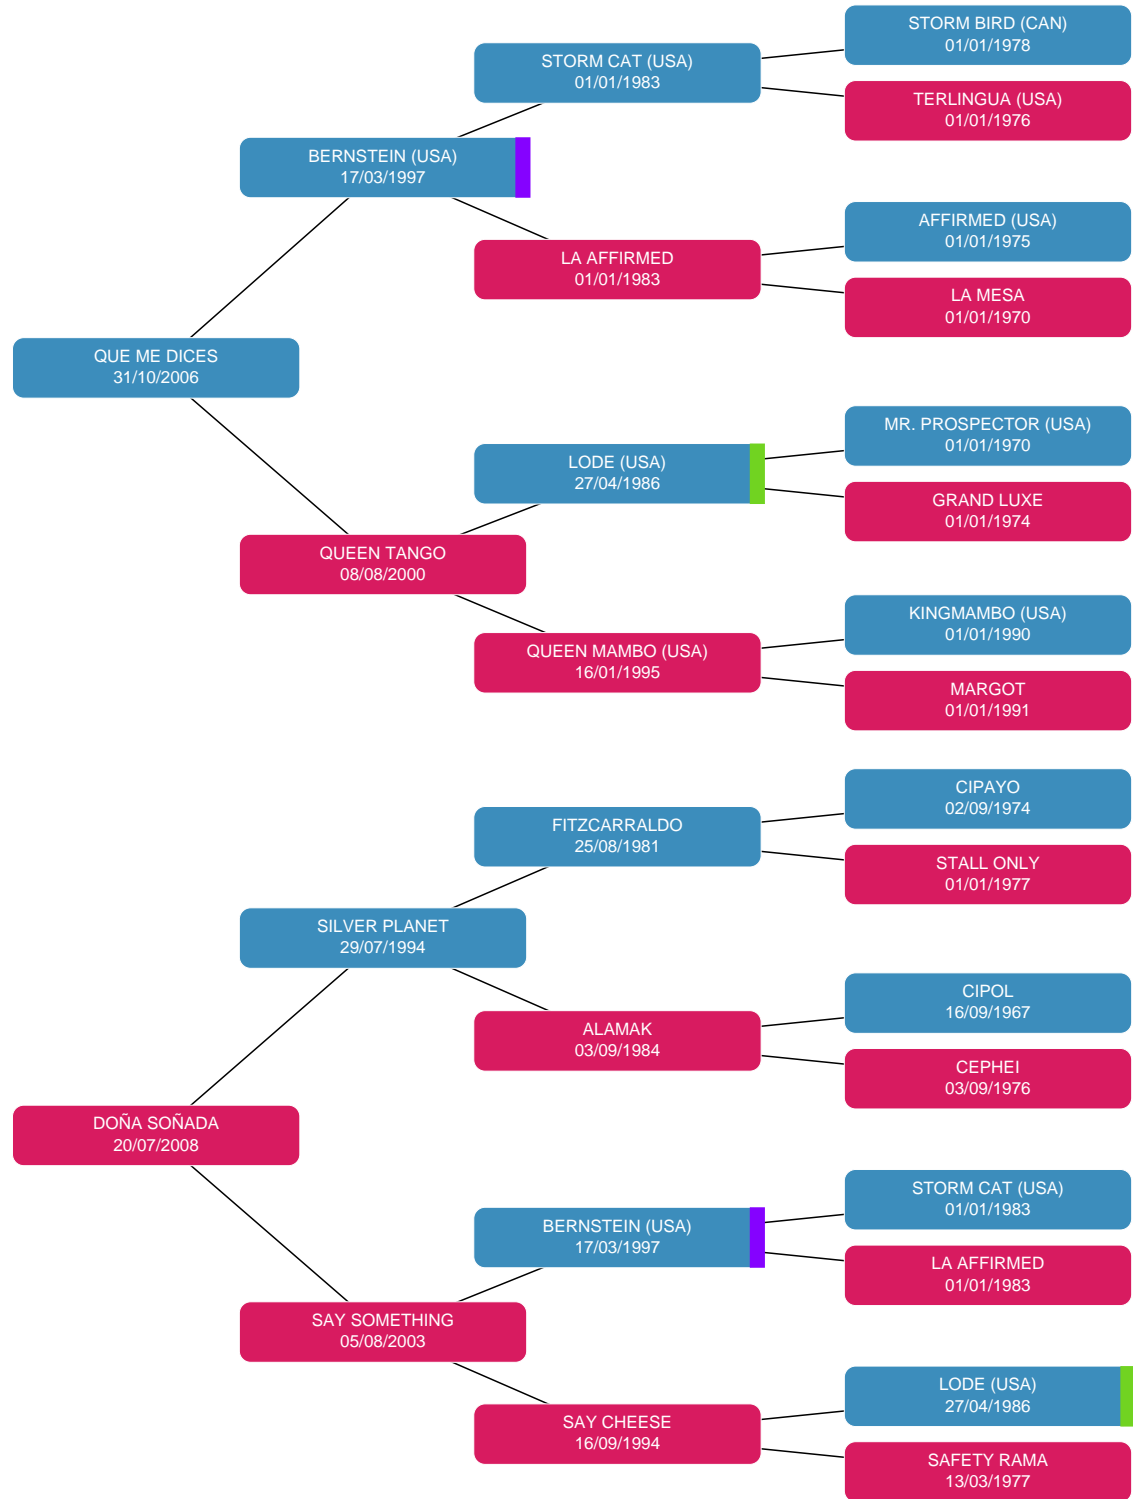 STORM BIRD (CAN)
01/01/1978
STORM CAT (USA)
01/01/1983
TERLINGUA (USA)
01/01/1976
BERNSTEIN (USA)
17/03/1997
AFFIRMED (USA)
01/01/1975
LA AFFIRMED
01/01/1983
LA MESA
01/01/1970
QUE ME DICES
31/10/2006
MR. PROSPECTOR (USA)
01/01/1970
LODE (USA)
27/04/1986
GRAND LUXE
01/01/1974
QUEEN TANGO
08/08/2000
KINGMAMBO (USA)
01/01/1990
QUEEN MAMBO (USA)
16/01/1995
MARGOT
01/01/1991
CIPAYO
02/09/1974
FITZCARRALDO
25/08/1981
STALL ONLY
01/01/1977
SILVER PLANET
29/07/1994
CIPOL
16/09/1967
ALAMAK
03/09/1984
CEPHEI
03/09/1976
DOÑA SOÑADA
20/07/2008
STORM CAT (USA)
01/01/1983
BERNSTEIN (USA)
17/03/1997
LA AFFIRMED
01/01/1983
SAY SOMETHING
05/08/2003
LODE (USA)
27/04/1986
SAY CHEESE
16/09/1994
SAFETY RAMA
13/03/1977